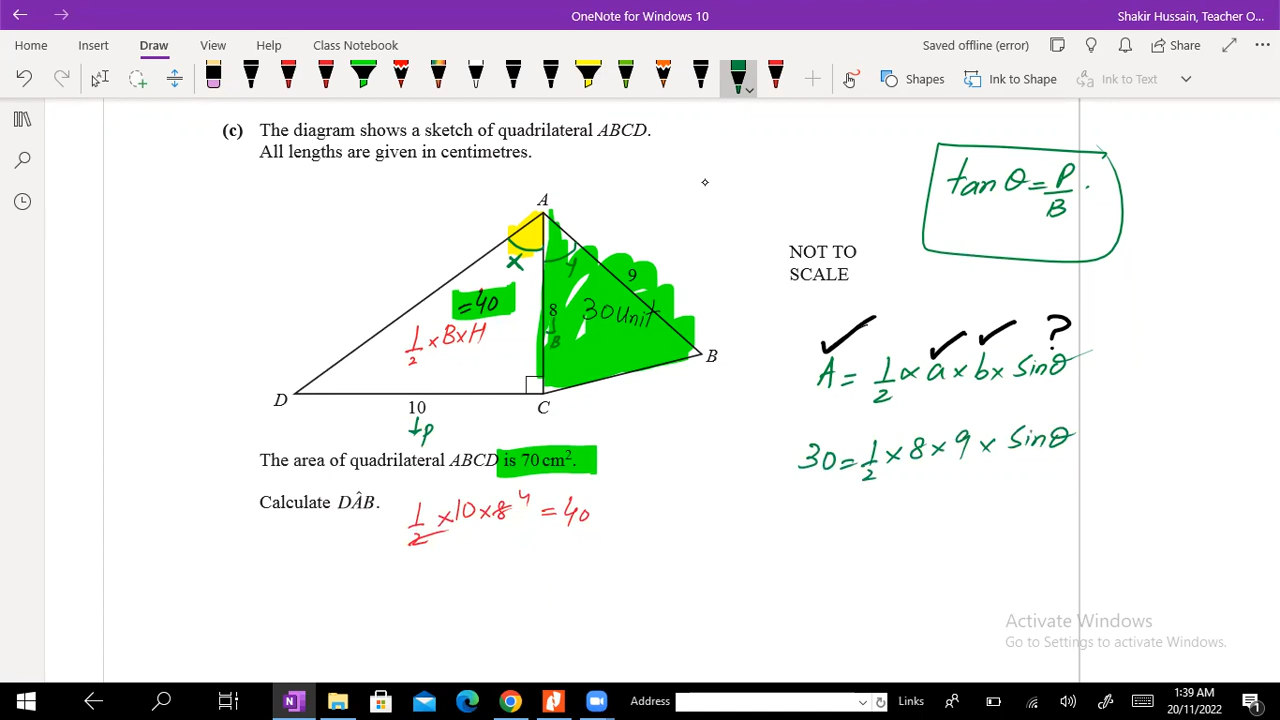 OneNote for Windows 10
Shakir Hussain, Teacher O...
Home Insert Draw View Help Class Notebook
Saved offline (error) Share
Shapes Ink to Shape Ink to Text
(c) The diagram shows a sketch of quadrilateral ABCD.
All lengths are given in centimetres.
tan θ = P/B
A
NOT TO
SCALE
x
y
9
= 40
8
30 Unit
1/2 × B × H
B
B
D
10
C
↓P
A = 1/2 × a × b × sin θ
?
30 = 1/2 × 8 × 9 × sin θ
The area of quadrilateral ABCD is 70 cm².
Calculate DÂB.
1/2 × 10 × 8 4 = 40
Activate Windows
Go to Settings to activate Windows.
Address
Links
1:39 AM
20/11/2022